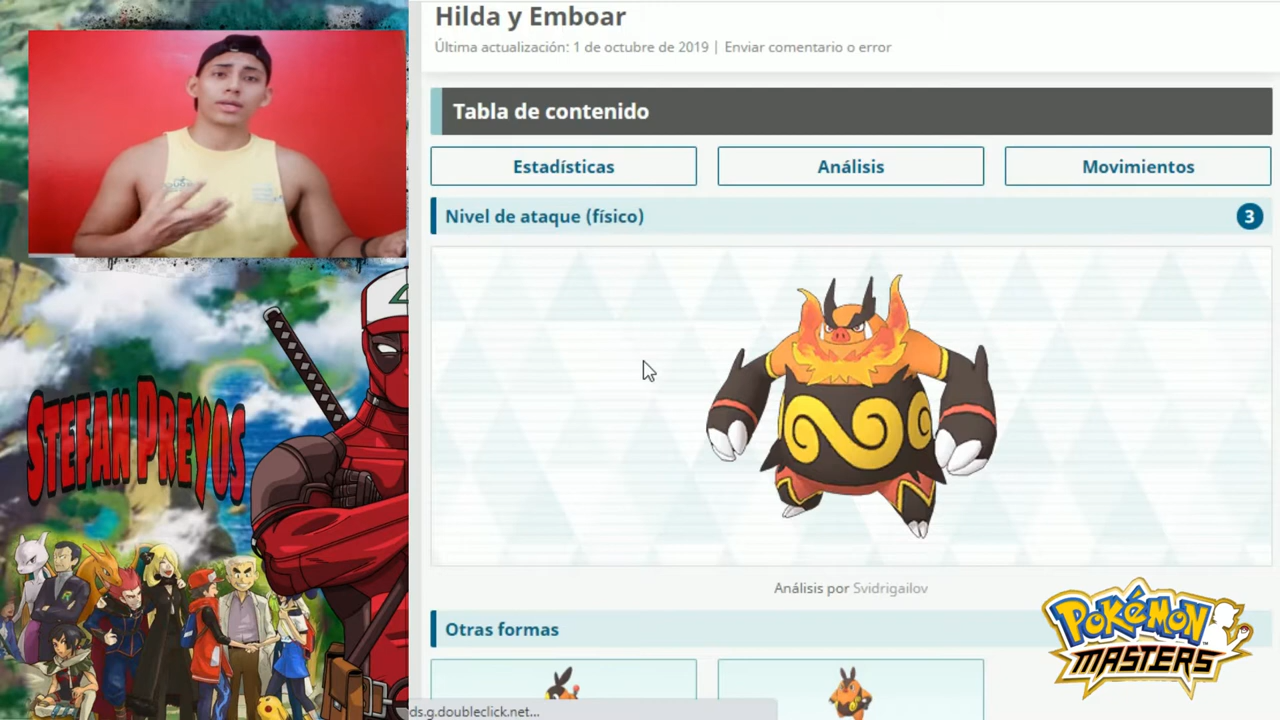 Hilda y Emboar
Última actualización: 1 de octubre de 2019 | Enviar comentario o error
Tabla de contenido
Estadísticas
Análisis
Movimientos
Nivel de ataque (físico)
3
STEFAN PREYOS
Análisis por Svidrigailov
Otras formas
POKÉMON
MASTERS
ds.g.doubleclick.net...